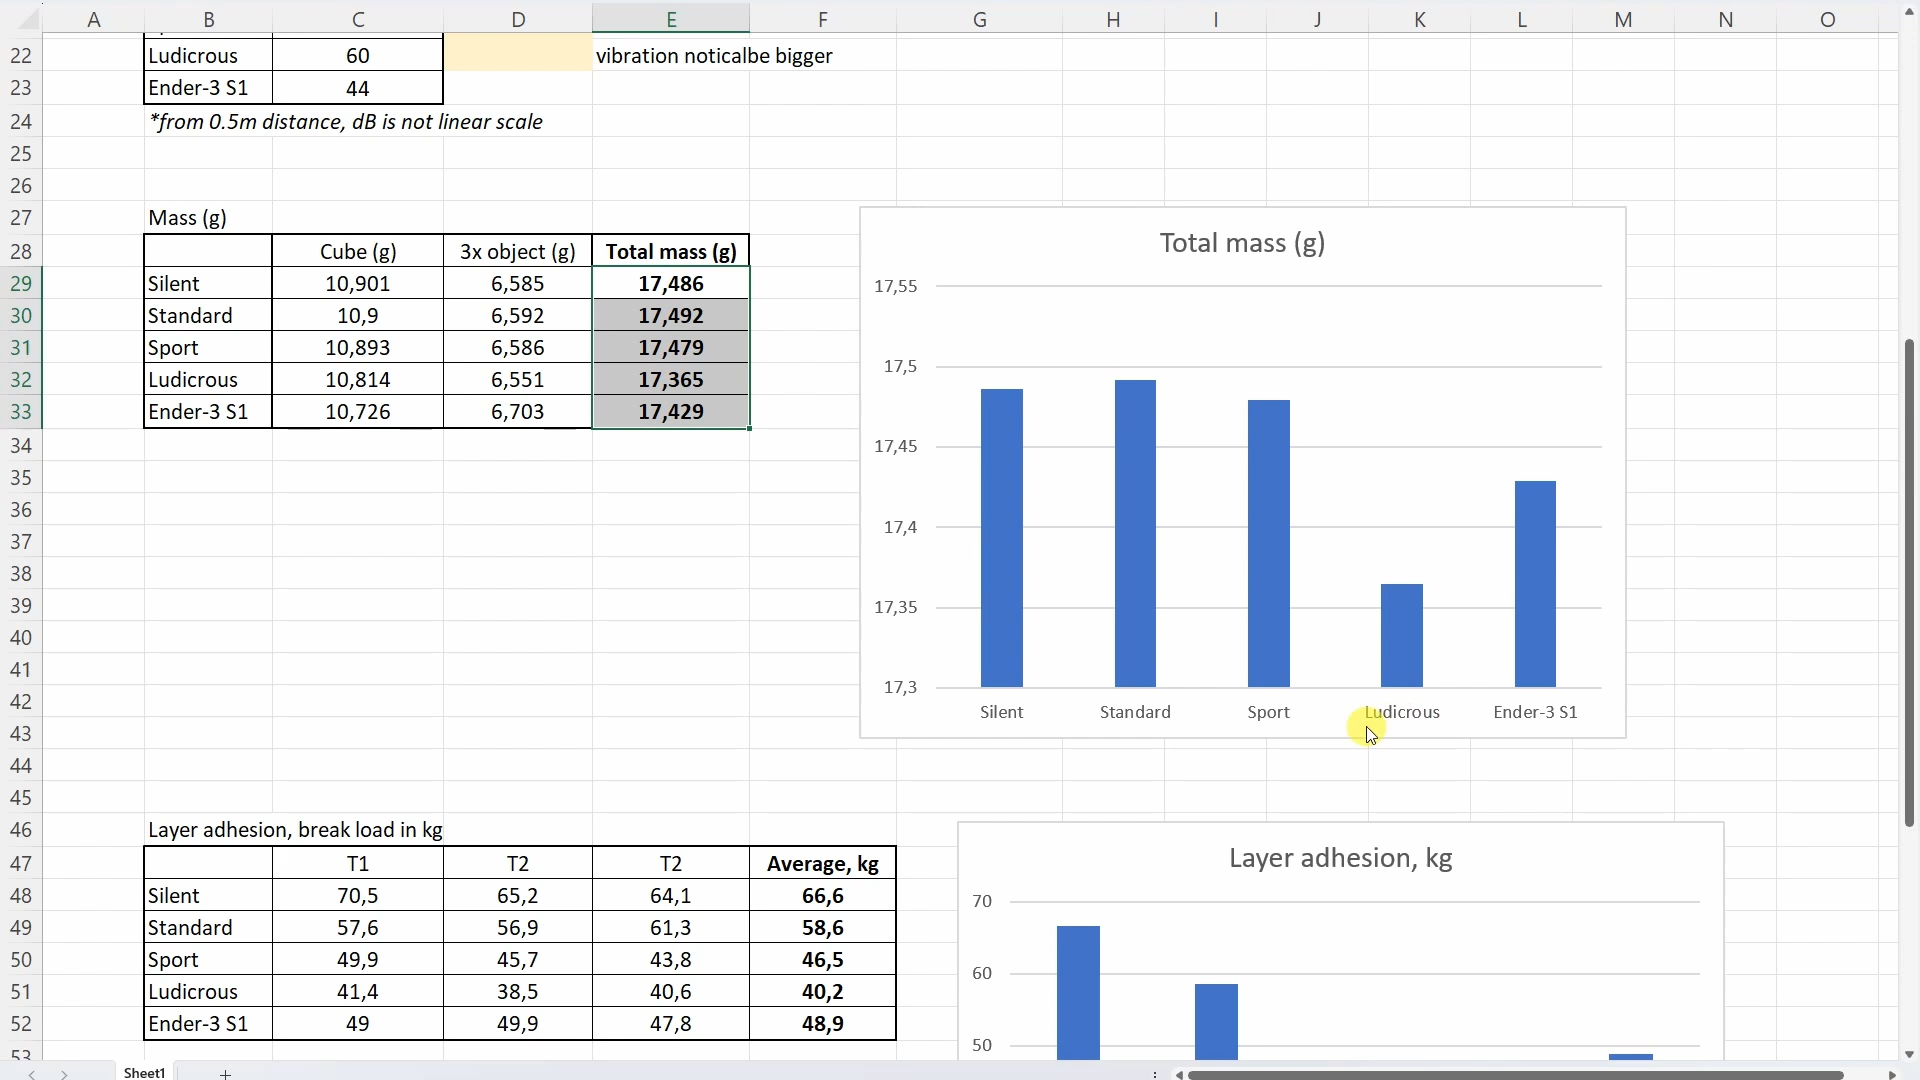 A B C D E F G H I J K L M N O
22 Ludicrous 60 vibration noticalbe bigger
23 Ender-3 S1 44
24 *from 0.5m distance, dB is not linear scale
25
26
27 Mass (g)
28 Cube (g) 3x object (g) Total mass (g)
29 Silent 10,901 6,585 17,486
30 Standard 10,9 6,592 17,492
31 Sport 10,893 6,586 17,479
32 Ludicrous 10,814 6,551 17,365
33 Ender-3 S1 10,726 6,703 17,429
34
35
36
37
38
39
40
41
42
43
44
45
Total mass (g)
17,55
17,5
17,45
17,4
17,35
17,3
Silent Standard Sport Ludicrous Ender-3 S1
46 Layer adhesion, break load in kg
47 T1 T2 T2 Average, kg
48 Silent 70,5 65,2 64,1 66,6
49 Standard 57,6 56,9 61,3 58,6
50 Sport 49,9 45,7 43,8 46,5
51 Ludicrous 41,4 38,5 40,6 40,2
52 Ender-3 S1 49 49,9 47,8 48,9
53
Layer adhesion, kg
70
60
50
Sheet1